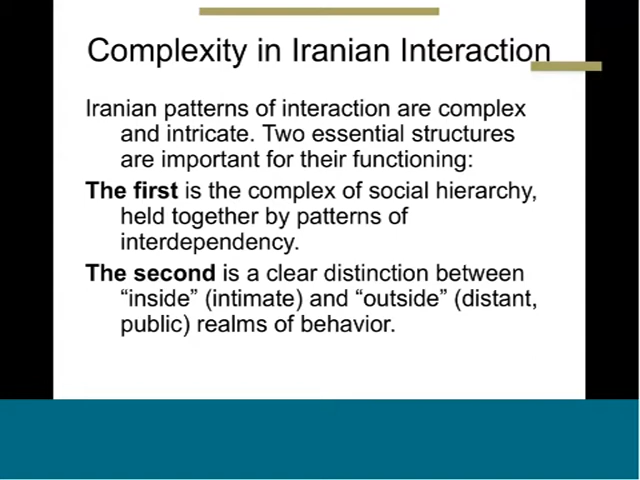 Complexity in Iranian Interaction
Iranian patterns of interaction are complex
and intricate. Two essential structures
are important for their functioning:
The first is the complex of social hierarchy,
held together by patterns of
interdependency.
The second is a clear distinction between
“inside” (intimate) and “outside” (distant,
public) realms of behavior.